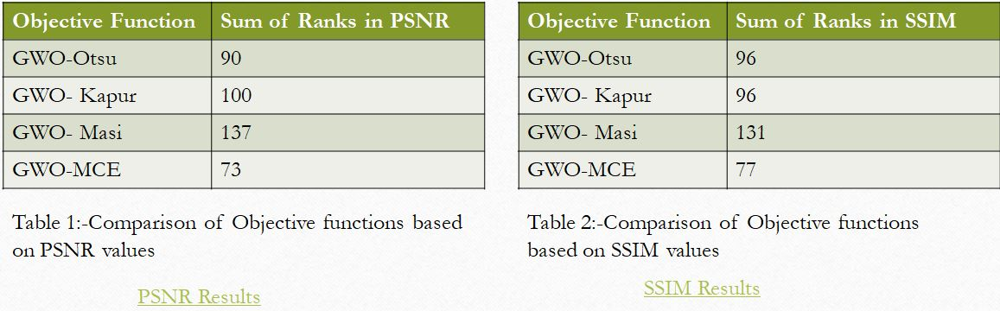 Objective Function Sum of Ranks in PSNR
GWO-Otsu 90
GWO- Kapur 100
GWO- Masi 137
GWO-MCE 73
Table 1:-Comparison of Objective functions based
on PSNR values
PSNR Results
Objective Function Sum of Ranks in SSIM
GWO-Otsu 96
GWO- Kapur 96
GWO- Masi 131
GWO-MCE 77
Table 2:-Comparison of Objective functions
based on SSIM values
SSIM Results